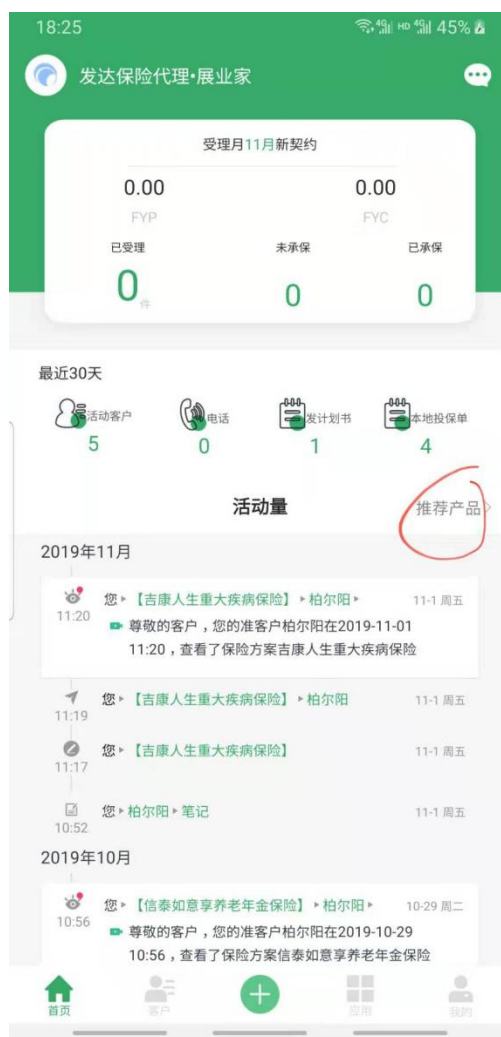 18:25
4G HD 4G 45%
发达保险代理•展业家
受理月11月新契约
0.00 0.00
FYP FYC
已受理 未承保 已承保
0件 0 0
最近30天
活动客户 电话 发计划书 本地投保单
5 0 1 4
活动量 推荐产品
2019年11月
您 【吉康人生重大疾病保险】 柏尔阳 11-1 周五
11:20
尊敬的客户，您的准客户柏尔阳在2019-11-01
11:20，查看了保险方案吉康人生重大疾病保险
您 【吉康人生重大疾病保险】 柏尔阳 11-1 周五
11:19
您 【吉康人生重大疾病保险】 11-1 周五
11:17
您 柏尔阳 笔记 11-1 周五
10:52
2019年10月
您 【信泰如意享养老年金保险】 柏尔阳 10-29 周二
10:56
尊敬的客户，您的准客户柏尔阳在2019-10-29
10:56，查看了保险方案信泰如意享养老年金保险
首页 客户 应用 我的